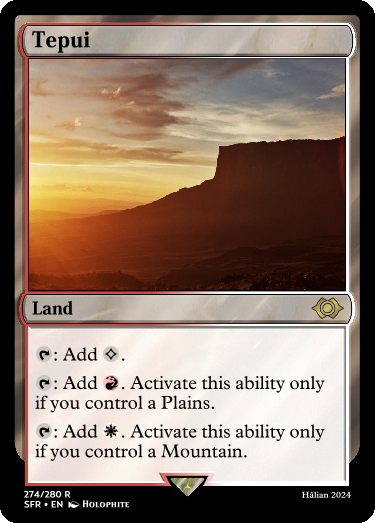 Tepui
Land
: Add .
: Add . Activate this ability only
if you control a Plains.
: Add . Activate this ability only
if you control a Mountain.
274/280 R
SFR • EN Holophite
Hālian 2024